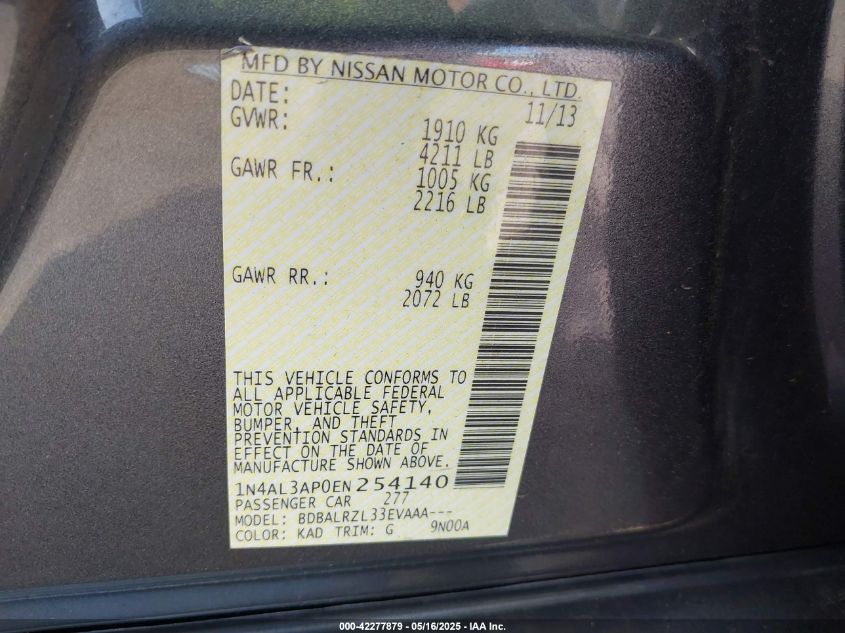 MFD BY NISSAN MOTOR CO., LTD.
DATE: 11/13
GVWR: 1910 KG
4211 LB
GAWR FR.: 1005 KG
2216 LB
GAWR RR.: 940 KG
2072 LB
THIS VEHICLE CONFORMS TO
ALL APPLICABLE FEDERAL
MOTOR VEHICLE SAFETY,
BUMPER, AND THEFT
PREVENTION STANDARDS IN
EFFECT ON THE DATE OF
MANUFACTURE SHOWN ABOVE.
1N4AL3AP0EN254140
PASSENGER CAR 277
MODEL: BDBALRZL33EVAAA---
COLOR: KAD TRIM: G 9N00A
000-42277879 - 05/16/2025 - IAA Inc.